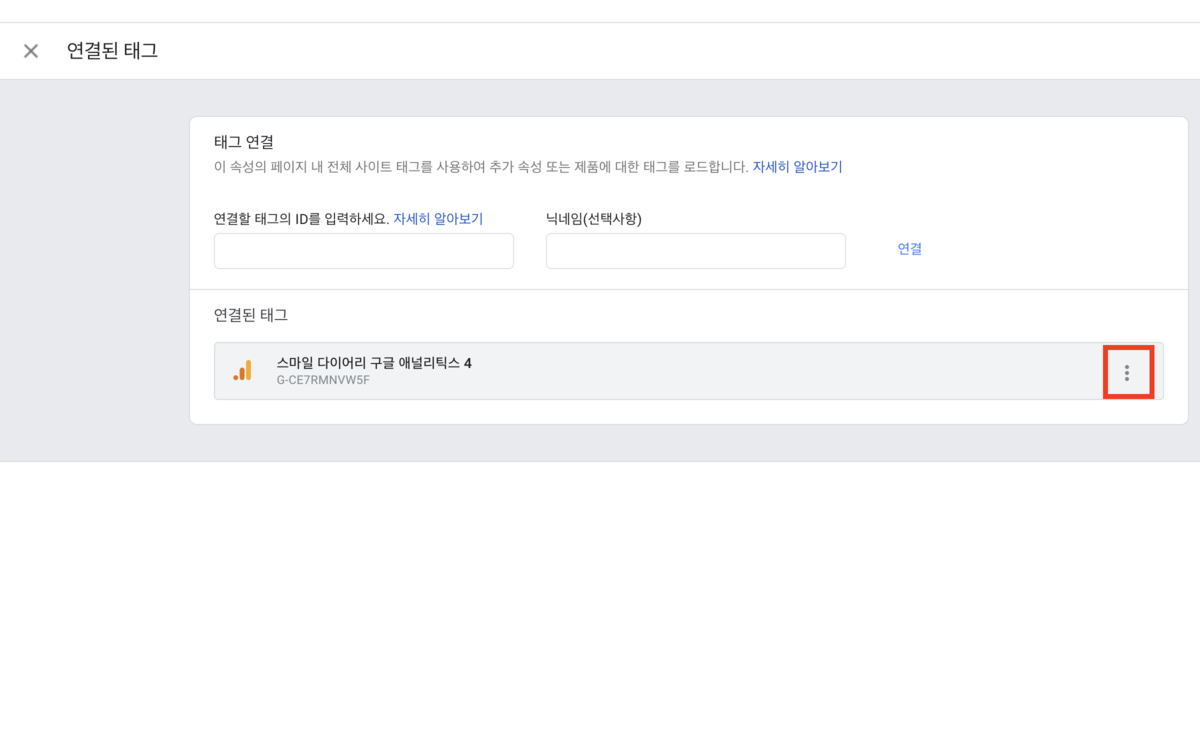 연결된 태그
태그 연결
이 속성의 페이지 내 전체 사이트 태그를 사용하여 추가 속성 또는 제품에 대한 태그를 로드합니다. 자세히 알아보기
연결할 태그의 ID를 입력하세요. 자세히 알아보기
닉네임(선택사항)
연결
연결된 태그
스마일 다이어리 구글 애널리틱스 4
G-CE7RMNVW5F